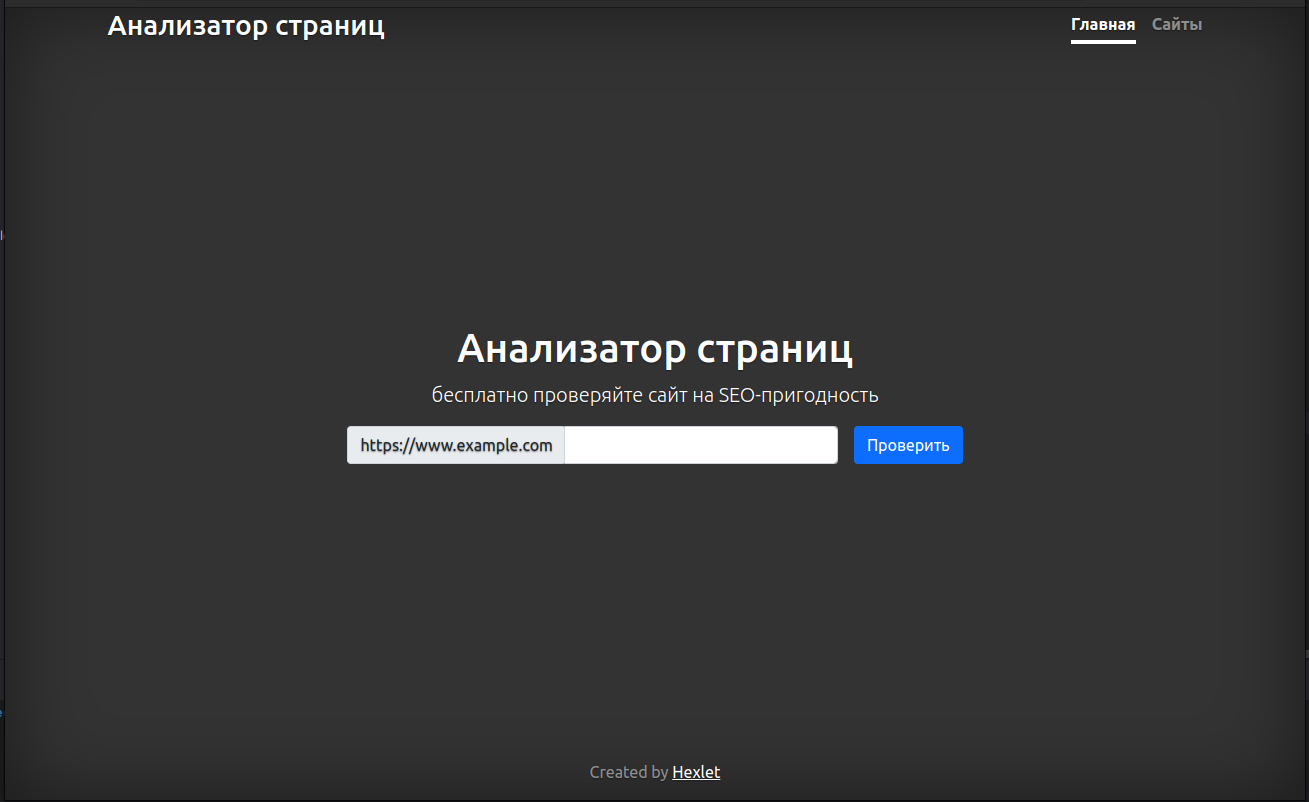 Анализатор страниц
Главная Сайты
Анализатор страниц
бесплатно проверяйте сайт на SEO-пригодность
https://www.example.com
Проверить
Created by Hexlet